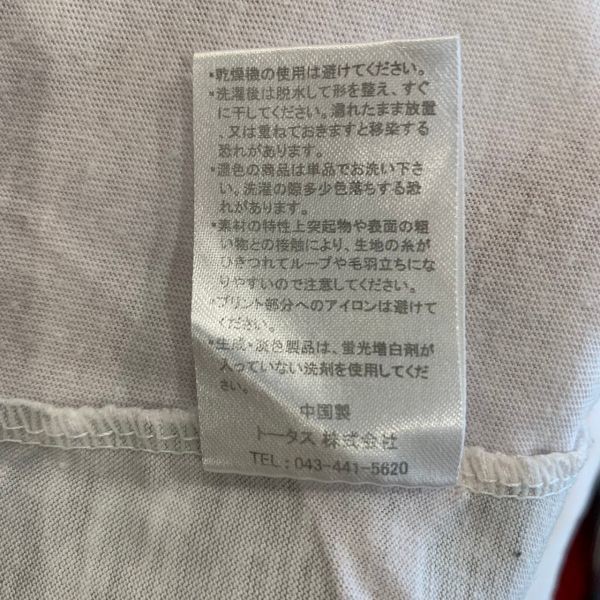 ・乾燥機の使用は避けてください。
・洗濯後は脱水して形を整え、すぐ
に干してください。濡れたまま放置
、又は重ねておきますと移染する
恐れがあります。
・濃色の商品は単品でお洗い下さ
い。洗濯の際多少色落ちする恐
れがあります。
・素材の特性上突起物や表面の粗
い物との接触により、生地の糸が
ひきつれてループや毛羽立ちにな
りやすいので注意してください。
・プリント部分へのアイロンは避けて
ください。
・生成・淡色製品は、蛍光増白剤が
入っていない洗剤を使用してくだ
さい。
中国製
トータス 株式会社
TEL:043-441-5620